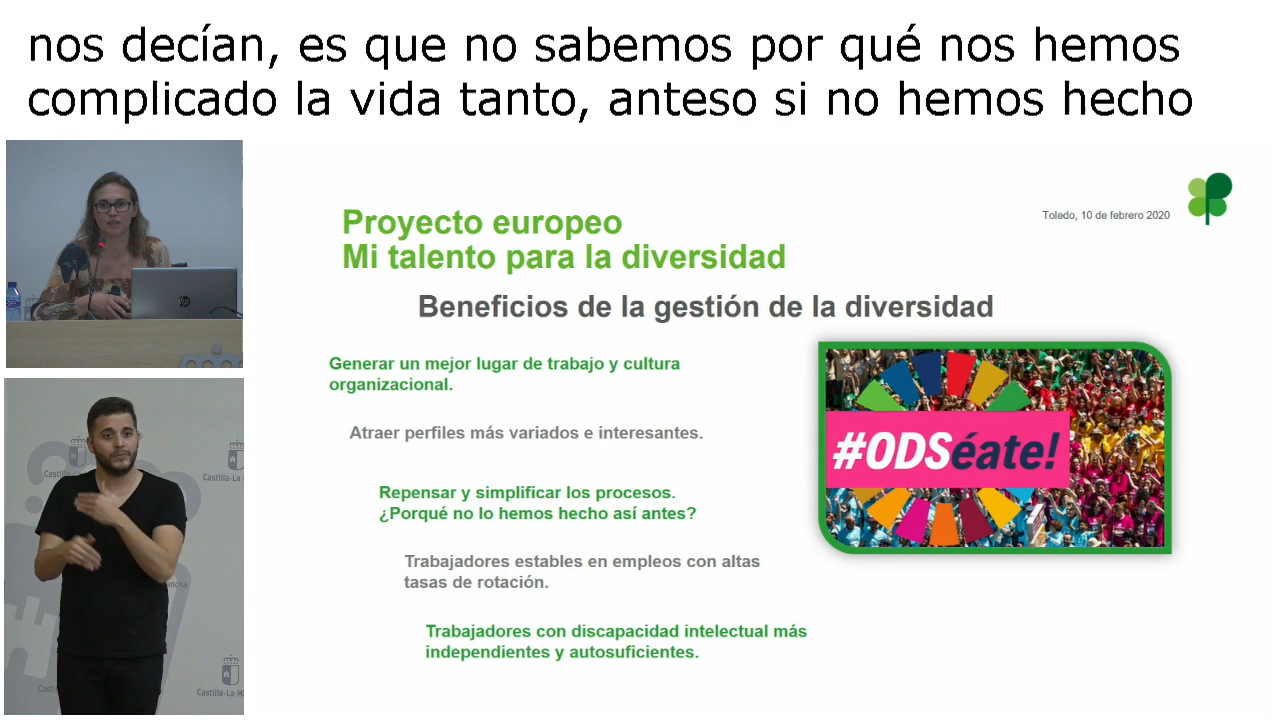 nos decían, es que no sabemos por qué nos hemos
complicado la vida tanto, anteso si no hemos hecho
Toledo, 10 de febrero 2020
Proyecto europeo
Mi talento para la diversidad
Beneficios de la gestión de la diversidad
Generar un mejor lugar de trabajo y cultura
organizacional.
Atraer perfiles más variados e interesantes.
#ODSéate!
Repensar y simplificar los procesos.
¿Porqué no lo hemos hecho así antes?
Trabajadores estables en empleos con altas
tasas de rotación.
Trabajadores con discapacidad intelectual más
independientes y autosuficientes.
hp
Castilla-La M
Castilla-La M